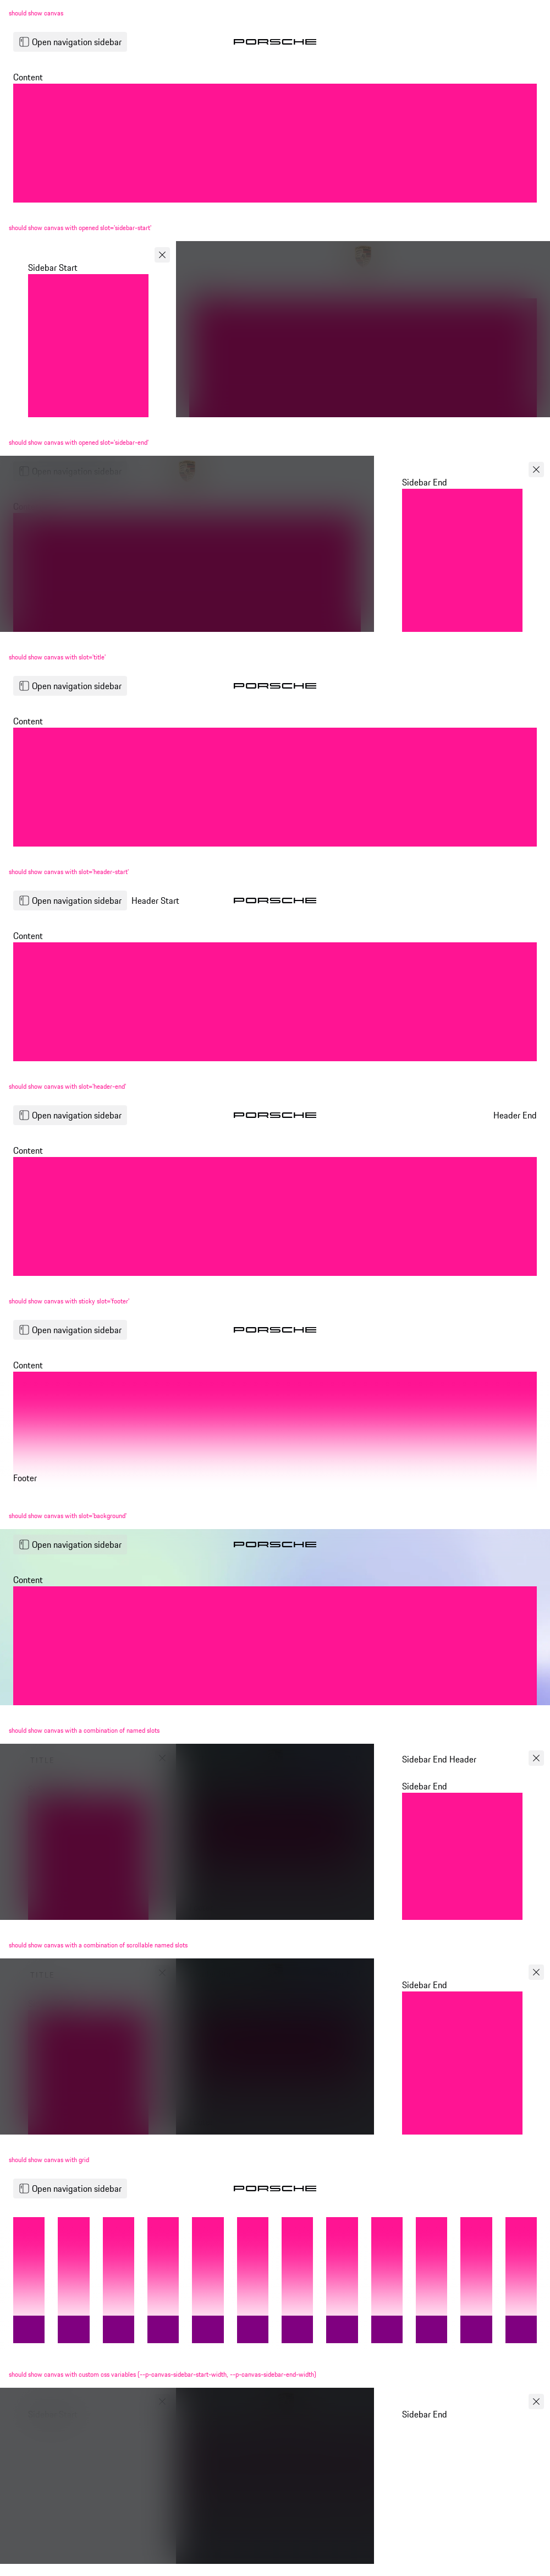 should show canvas
Open navigation sidebar
PORSCHE
Content
should show canvas with opened slot='sidebar-start'
Sidebar Start
should show canvas with opened slot='sidebar-end'
Open navigation sidebar
Sidebar End
should show canvas with slot='title'
Open navigation sidebar
PORSCHE
Content
should show canvas with slot='header-start'
Open navigation sidebar Header Start
PORSCHE
Content
should show canvas with slot='header-end'
Open navigation sidebar
PORSCHE
Header End
Content
should show canvas with sticky slot='footer'
Open navigation sidebar
PORSCHE
Content
Footer
should show canvas with slot='background'
Open navigation sidebar
PORSCHE
Content
should show canvas with a combination of named slots
Sidebar End Header
Sidebar End
should show canvas with a combination of scrollable named slots
Sidebar End
should show canvas with grid
Open navigation sidebar
PORSCHE
should show canvas with custom css variables (--p-canvas-sidebar-start-width, --p-canvas-sidebar-end-width)
Sidebar End